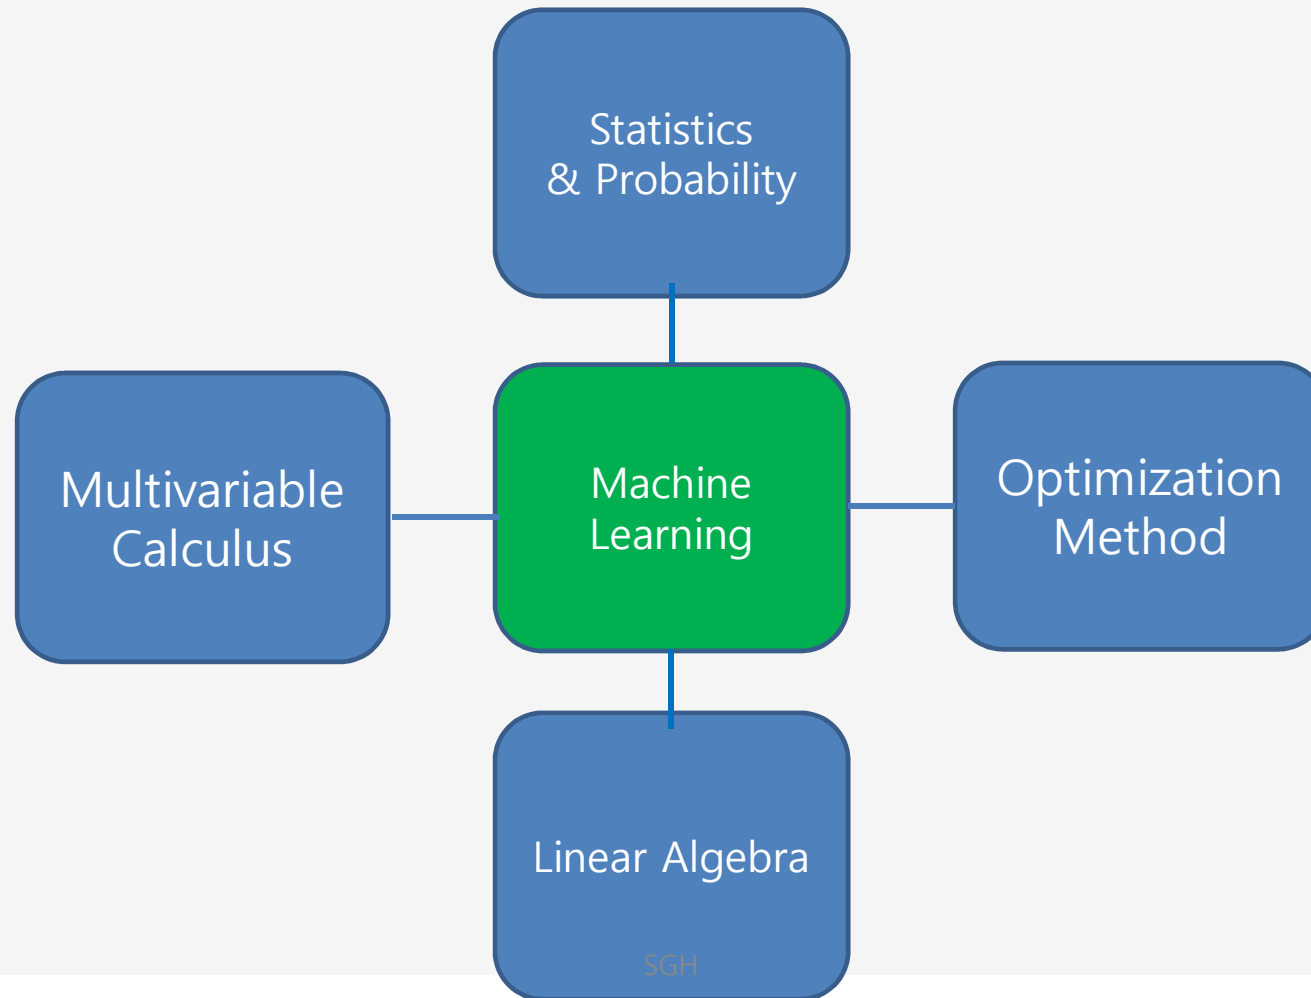 Statistics
& Probability
Multivariable
Calculus
Machine
Learning
Optimization
Method
Linear Algebra
SGH